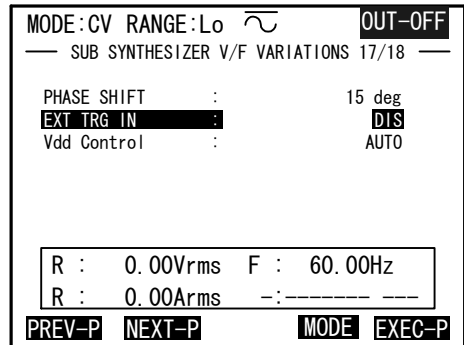 MODE:CV RANGE:Lo OUT-OFF
SUB SYNTHESIZER V/F VARIATIONS 17/18
PHASE SHIFT : 15 deg
EXT TRG IN : DIS
Vdd Control : AUTO
R : 0.00Vrms F : 60.00Hz
R : 0.00Arms -:------- ---
PREV-P NEXT-P MODE EXEC-P